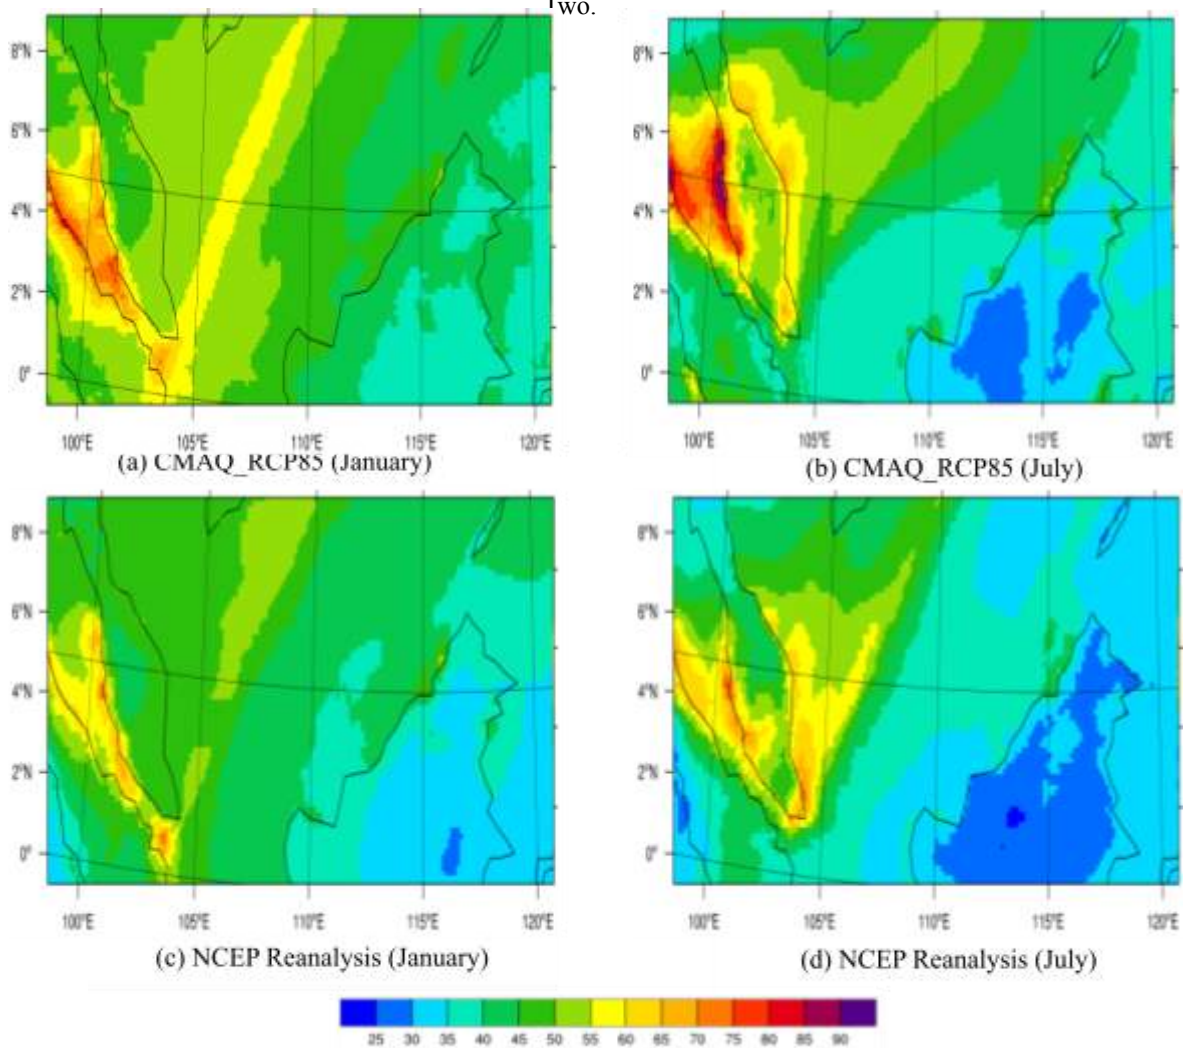 wo.
8°N
6°N
4°N
2°N
0°
100°E 105°E 110°E 115°E 120°E
(a) CMAQ_RCP85 (January)
8°N
6°N
4°N
2°N
0°
100°E 105°E 110°E 115°E 120°E
(b) CMAQ_RCP85 (July)
8°N
6°N
4°N
2°N
0°
100°E 105°E 110°E 115°E 120°E
(c) NCEP Reanalysis (January)
8°N
6°N
4°N
2°N
0°
100°E 105°E 110°E 115°E 120°E
(d) NCEP Reanalysis (July)
25 30 35 40 45 50 55 60 65 70 75 80 85 90